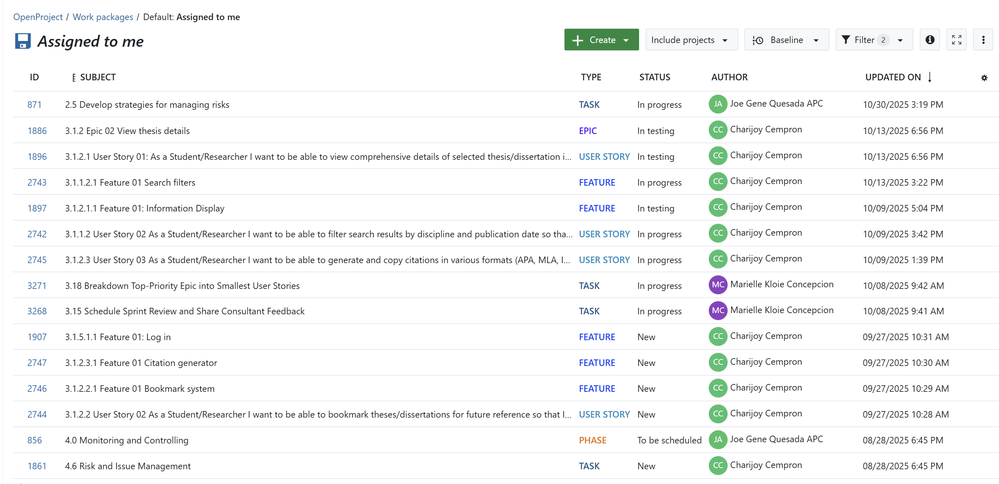 OpenProject / Work packages / Default: Assigned to me
Assigned to me
Create Include projects Baseline Filter 2
ID SUBJECT TYPE STATUS AUTHOR UPDATED ON
871 2.5 Develop strategies for managing risks TASK In progress JA Joe Gene Quesada APC 10/30/2025 3:19 PM
1886 3.1.2 Epic 02 View thesis details EPIC In testing CC Charijoy Cempron 10/13/2025 6:56 PM
1896 3.1.2.1 User Story 01: As a Student/Researcher I want to be able to view comprehensive details of selected thesis/dissertation i... USER STORY In testing CC Charijoy Cempron 10/13/2025 6:56 PM
2743 3.1.1.2.1 Feature 01 Search filters FEATURE In progress CC Charijoy Cempron 10/13/2025 3:22 PM
1897 3.1.2.1.1 Feature 01: Information Display FEATURE In testing CC Charijoy Cempron 10/09/2025 5:04 PM
2742 3.1.1.2 User Story 02 As a Student/Researcher I want to be able to filter search results by discipline and publication date so tha... USER STORY In progress CC Charijoy Cempron 10/09/2025 3:42 PM
2745 3.1.2.3 User Story 03 As a Student/Researcher I want to be able to generate and copy citations in various formats (APA, MLA, I... USER STORY In progress CC Charijoy Cempron 10/09/2025 1:39 PM
3271 3.18 Breakdown Top-Priority Epic into Smallest User Stories TASK In progress MC Marielle Kloie Concepcion 10/08/2025 9:42 AM
3268 3.15 Schedule Sprint Review and Share Consultant Feedback TASK In progress MC Marielle Kloie Concepcion 10/08/2025 9:41 AM
1907 3.1.5.1.1 Feature 01: Log in FEATURE New CC Charijoy Cempron 09/27/2025 10:31 AM
2747 3.1.2.3.1 Feature 01 Citation generator FEATURE New CC Charijoy Cempron 09/27/2025 10:30 AM
2746 3.1.2.2.1 Feature 01 Bookmark system FEATURE New CC Charijoy Cempron 09/27/2025 10:29 AM
2744 3.1.2.2 User Story 02 As a Student/Researcher I want to be able to bookmark theses/dissertations for future reference so that I... USER STORY New CC Charijoy Cempron 09/27/2025 10:28 AM
856 4.0 Monitoring and Controlling PHASE To be scheduled JA Joe Gene Quesada APC 08/28/2025 6:45 PM
1861 4.6 Risk and Issue Management TASK New CC Charijoy Cempron 08/28/2025 6:45 PM